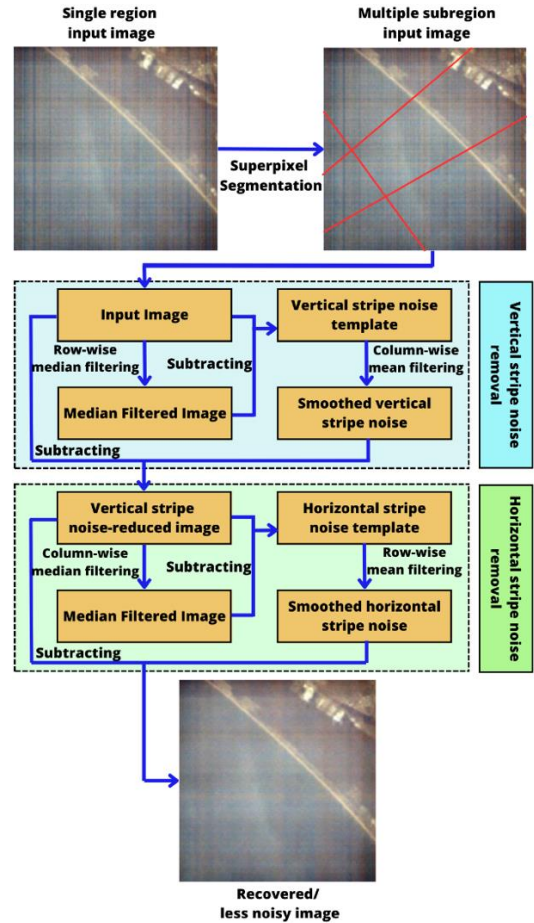 Single region
input image
Multiple subregion
input image
Superpixel
Segmentation
Input Image
Vertical stripe noise
template
Row-wise
median filtering
Subtracting
Column-wise
mean filtering
Median Filtered Image
Smoothed vertical
stripe noise
Subtracting
Vertical stripe noise
removal
Vertical stripe
noise-reduced image
Horizontal stripe
noise template
Column-wise
median filtering
Subtracting
Row-wise
mean filtering
Median Filtered Image
Smoothed horizontal
stripe noise
Subtracting
Horizontal stripe noise
removal
Recovered/
less noisy image